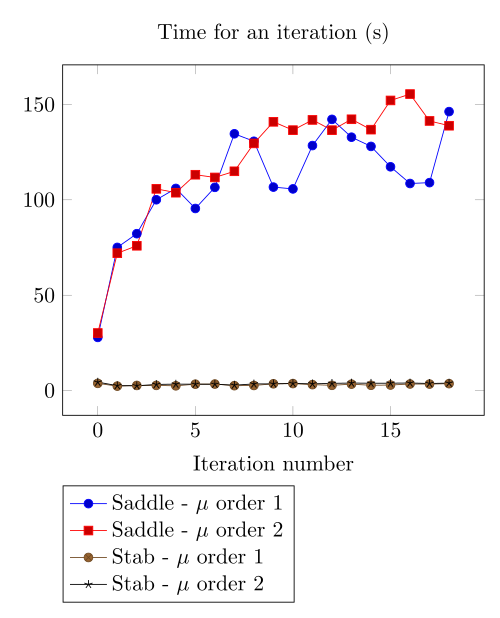 Time for an iteration (s)
150
100
50
0
0 5 10 15
Iteration number
Saddle - μ order 1
Saddle - μ order 2
Stab - μ order 1
Stab - μ order 2